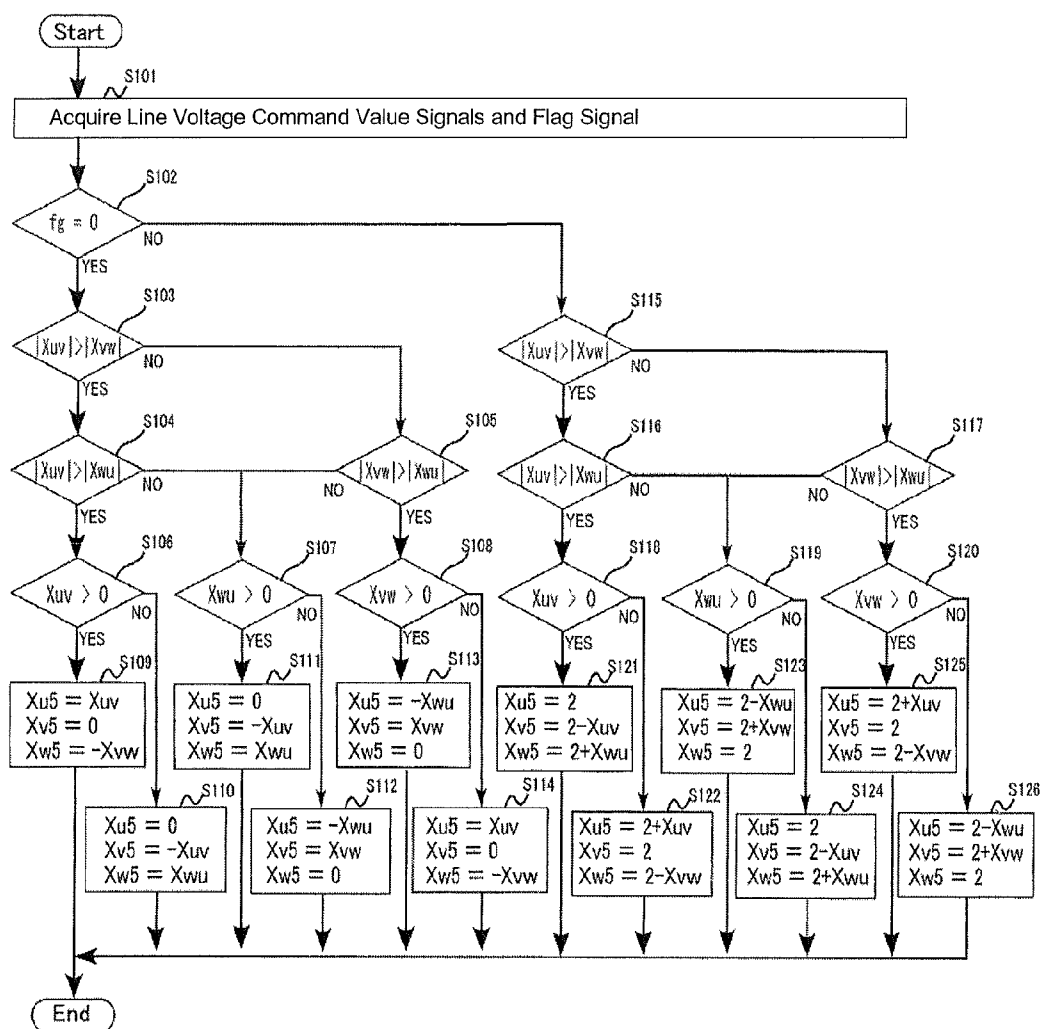 Start
S101
Acquire Line Voltage Command Value Signals and Flag Signal
S102
fg = 0
NO
YES
S103
|Xuv|>|Xvw|
NO
YES
S115
|Xuv|>|Xvw|
NO
YES
S104
|Xuv|>|Xwu|
NO
YES
S105
|Xvw|>|Xwu|
NO
YES
S116
|Xuv|>|Xwu|
NO
YES
S117
|Xvw|>|Xwu|
NO
YES
S106
Xuv > 0
NO
YES
S107
Xwu > 0
NO
YES
S108
Xvw > 0
NO
YES
S118
Xuv > 0
NO
YES
S119
Xwu > 0
NO
YES
S120
Xvw > 0
NO
YES
S109
Xu5 = Xuv
Xv5 = 0
Xw5 = -Xvw
S111
Xu5 = 0
Xv5 = -Xuv
Xw5 = Xwu
S113
Xu5 = -Xwu
Xv5 = Xvw
Xw5 = 0
S121
Xu5 = 2
Xv5 = 2-Xuv
Xw5 = 2+Xwu
S123
Xu5 = 2-Xwu
Xv5 = 2+Xvw
Xw5 = 2
S125
Xu5 = 2+Xuv
Xv5 = 2
Xw5 = 2-Xvw
S110
Xu5 = 0
Xv5 = -Xuv
Xw5 = Xwu
S112
Xu5 = -Xwu
Xv5 = Xvw
Xw5 = 0
S114
Xu5 = Xuv
Xv5 = 0
Xw5 = -Xvw
S122
Xu5 = 2+Xuv
Xv5 = 2
Xw5 = 2-Xvw
S124
Xu5 = 2
Xv5 = 2-Xuv
Xw5 = 2+Xwu
S126
Xu5 = 2-Xwu
Xv5 = 2+Xvw
Xw5 = 2
End